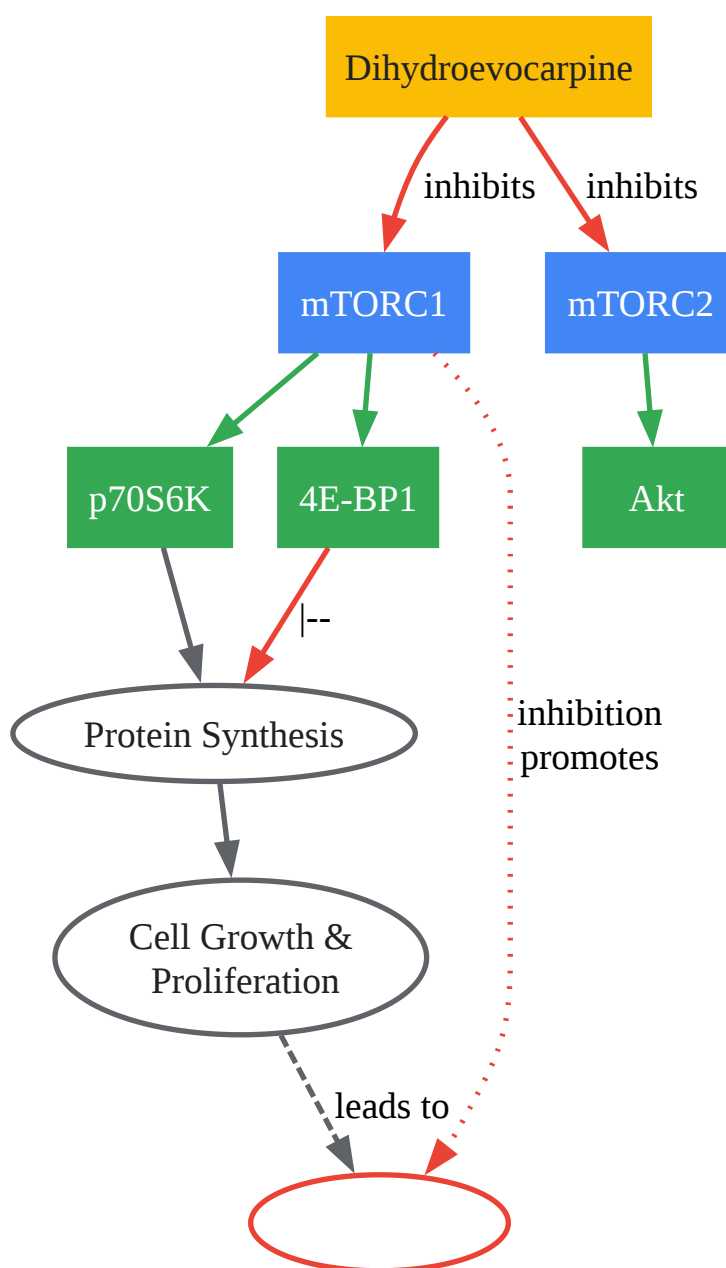 Dihydroevocarpine
inhibits
inhibits
mTORC1
mTORC2
p70S6K
4E-BP1
Akt
|--
Protein Synthesis
inhibition
promotes
Cell Growth &
Proliferation
leads to